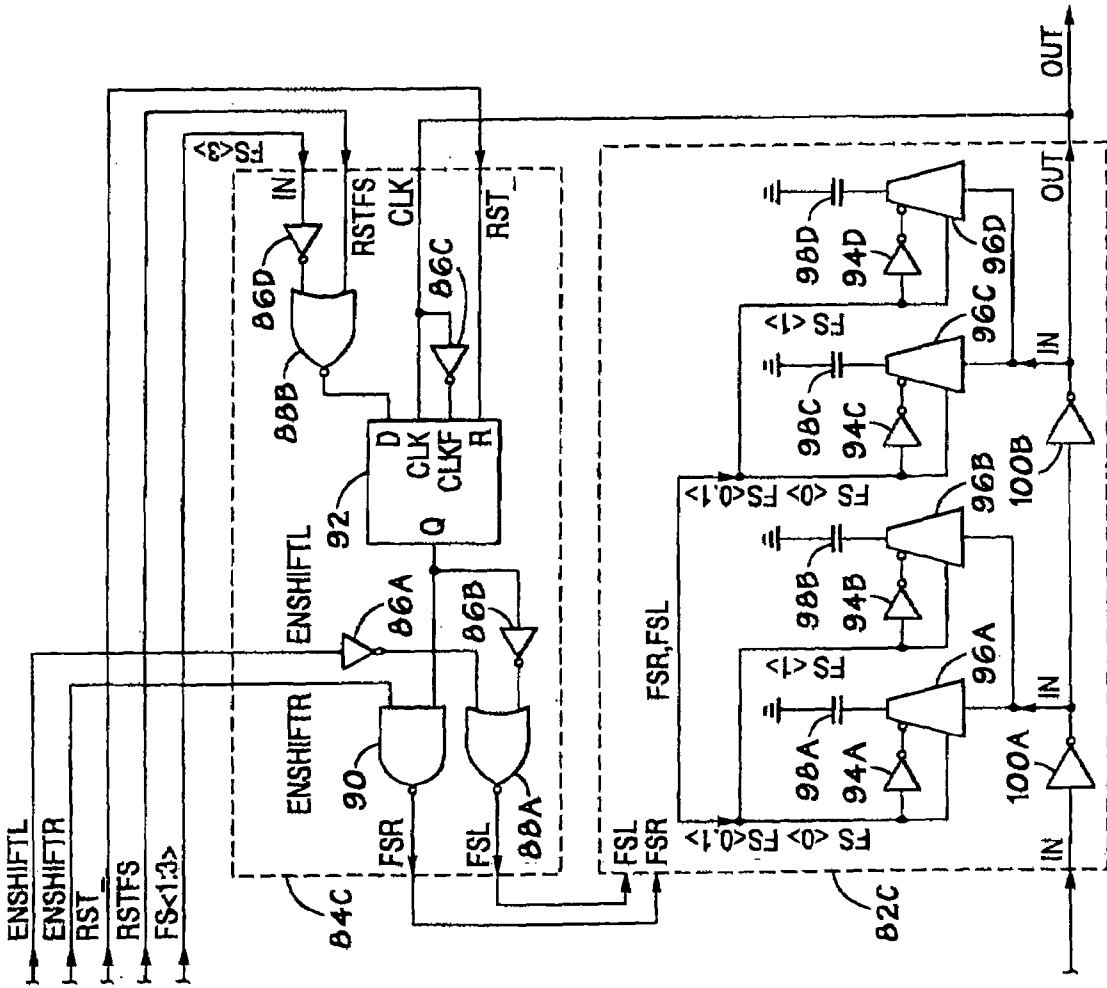 ENSHIFTL
ENSHIFTR
RST_
RSTFS
FS<1:3>
FS<3>
IN
RSTFS
CLK
RST_
86D
88B
86C
D
CLK
CLKF
R
Q
92
ENSHIFTL
86A
86B
ENSHIFTR
90
88A
FSR
FSL
84C
FSL
FSR
FSR,FSL
FS<0:1>
FS<0>
FS<1>
FS<0:1>
FS<0>
FS<1>
98A
94A
96A
98B
94B
96B
98C
94C
96C
98D
94D
96D
IN
100A
IN
100B
IN
OUT
OUT
82C